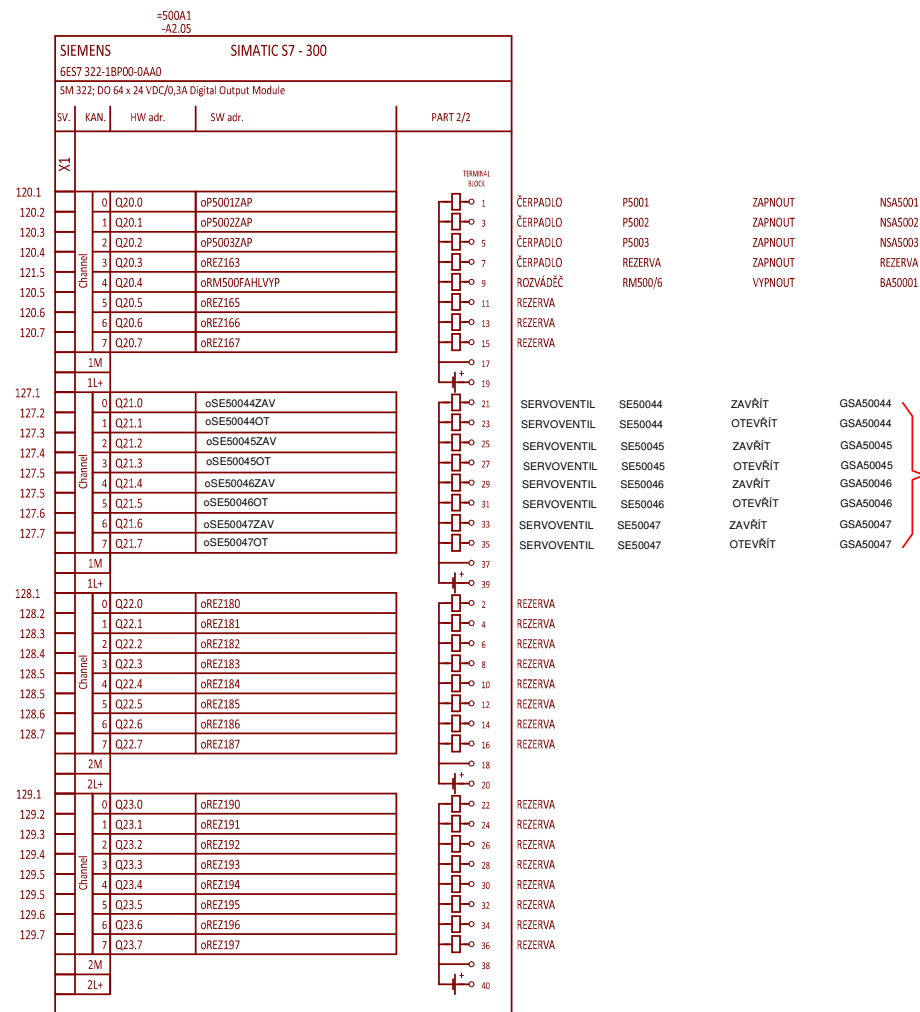 =500A1
-A2.05
SIEMENS SIMATIC S7 - 300
6ES7 322-1BP00-0AA0
SM 322; DO 64 x 24 VDC/0,3A Digital Output Module
SV. KAN. HW adr. SW adr. PART 2/2
X1
TERMINAL
BLOCK
120.1
0 Q20.0 oP5001ZAP 1 ČERPADLO P5001 ZAPNOUT NSA5001
120.2
1 Q20.1 oP5002ZAP 3 ČERPADLO P5002 ZAPNOUT NSA5002
120.3
2 Q20.2 oP5003ZAP 5 ČERPADLO P5003 ZAPNOUT NSA5003
120.4
Channel
3 Q20.3 oREZ163 7 ČERPADLO REZERVA ZAPNOUT REZERVA
121.5
4 Q20.4 oRM500FAHLVYP 9 ROZVÁDĚČ RM500/6 VYPNOUT BA50001
120.5
5 Q20.5 oREZ165 11 REZERVA
120.6
6 Q20.6 oREZ166 13 REZERVA
120.7
7 Q20.7 oREZ167 15 REZERVA
1M 17
1L+ + 19
127.1
0 Q21.0 oSE50044ZAV 21 SERVOVENTIL SE50044 ZAVŘÍT GSA50044
127.2
1 Q21.1 oSE50044OT 23 SERVOVENTIL SE50044 OTEVŘÍT GSA50044
127.3
2 Q21.2 oSE50045ZAV 25 SERVOVENTIL SE50045 ZAVŘÍT GSA50045
127.4
Channel
3 Q21.3 oSE50045OT 27 SERVOVENTIL SE50045 OTEVŘÍT GSA50045
127.5
4 Q21.4 oSE50046ZAV 29 SERVOVENTIL SE50046 ZAVŘÍT GSA50046
127.5
5 Q21.5 oSE50046OT 31 SERVOVENTIL SE50046 OTEVŘÍT GSA50046
127.6
6 Q21.6 oSE50047ZAV 33 SERVOVENTIL SE50047 ZAVŘÍT GSA50047
127.7
7 Q21.7 oSE50047OT 35 SERVOVENTIL SE50047 OTEVŘÍT GSA50047
1M 37
1L+ + 39
128.1
0 Q22.0 oREZ180 2 REZERVA
128.2
1 Q22.1 oREZ181 4 REZERVA
128.3
2 Q22.2 oREZ182 6 REZERVA
128.4
Channel
3 Q22.3 oREZ183 8 REZERVA
128.5
4 Q22.4 oREZ184 10 REZERVA
128.5
5 Q22.5 oREZ185 12 REZERVA
128.6
6 Q22.6 oREZ186 14 REZERVA
128.7
7 Q22.7 oREZ187 16 REZERVA
2M 18
2L+ + 20
129.1
0 Q23.0 oREZ190 22 REZERVA
129.2
1 Q23.1 oREZ191 24 REZERVA
129.3
2 Q23.2 oREZ192 26 REZERVA
129.4
Channel
3 Q23.3 oREZ193 28 REZERVA
129.5
4 Q23.4 oREZ194 30 REZERVA
129.5
5 Q23.5 oREZ195 32 REZERVA
129.6
6 Q23.6 oREZ196 34 REZERVA
129.7
7 Q23.7 oREZ197 36 REZERVA
2M 38
2L+ + 40